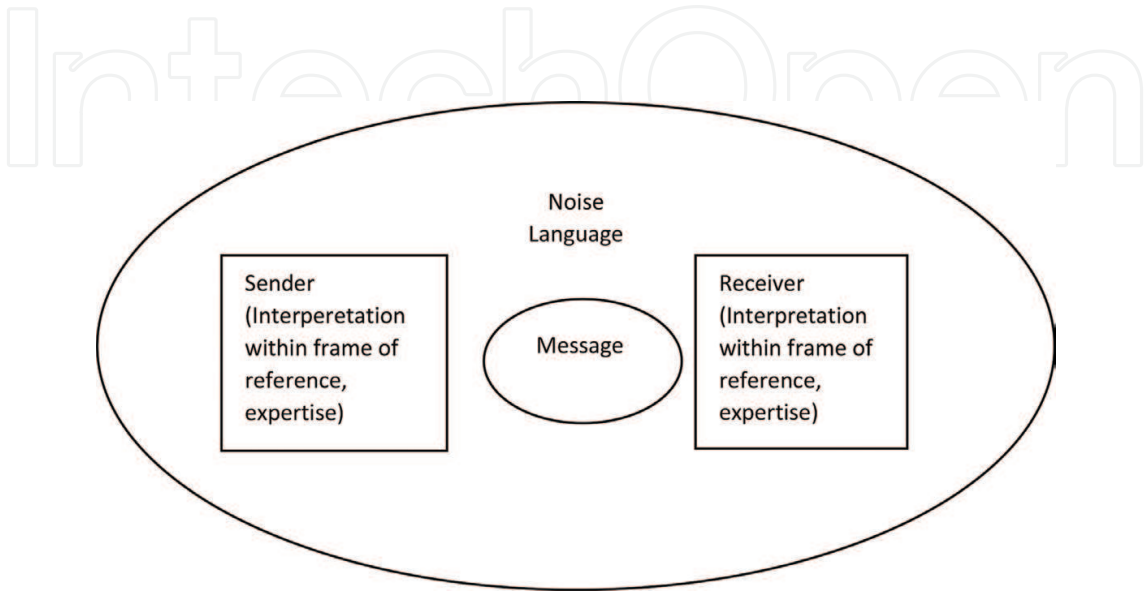 IntechOpen
Noise
Language
Sender
(Interperetation
within frame of
reference,
expertise)
Message
Receiver
(Interpretation
within frame of
reference,
expertise)